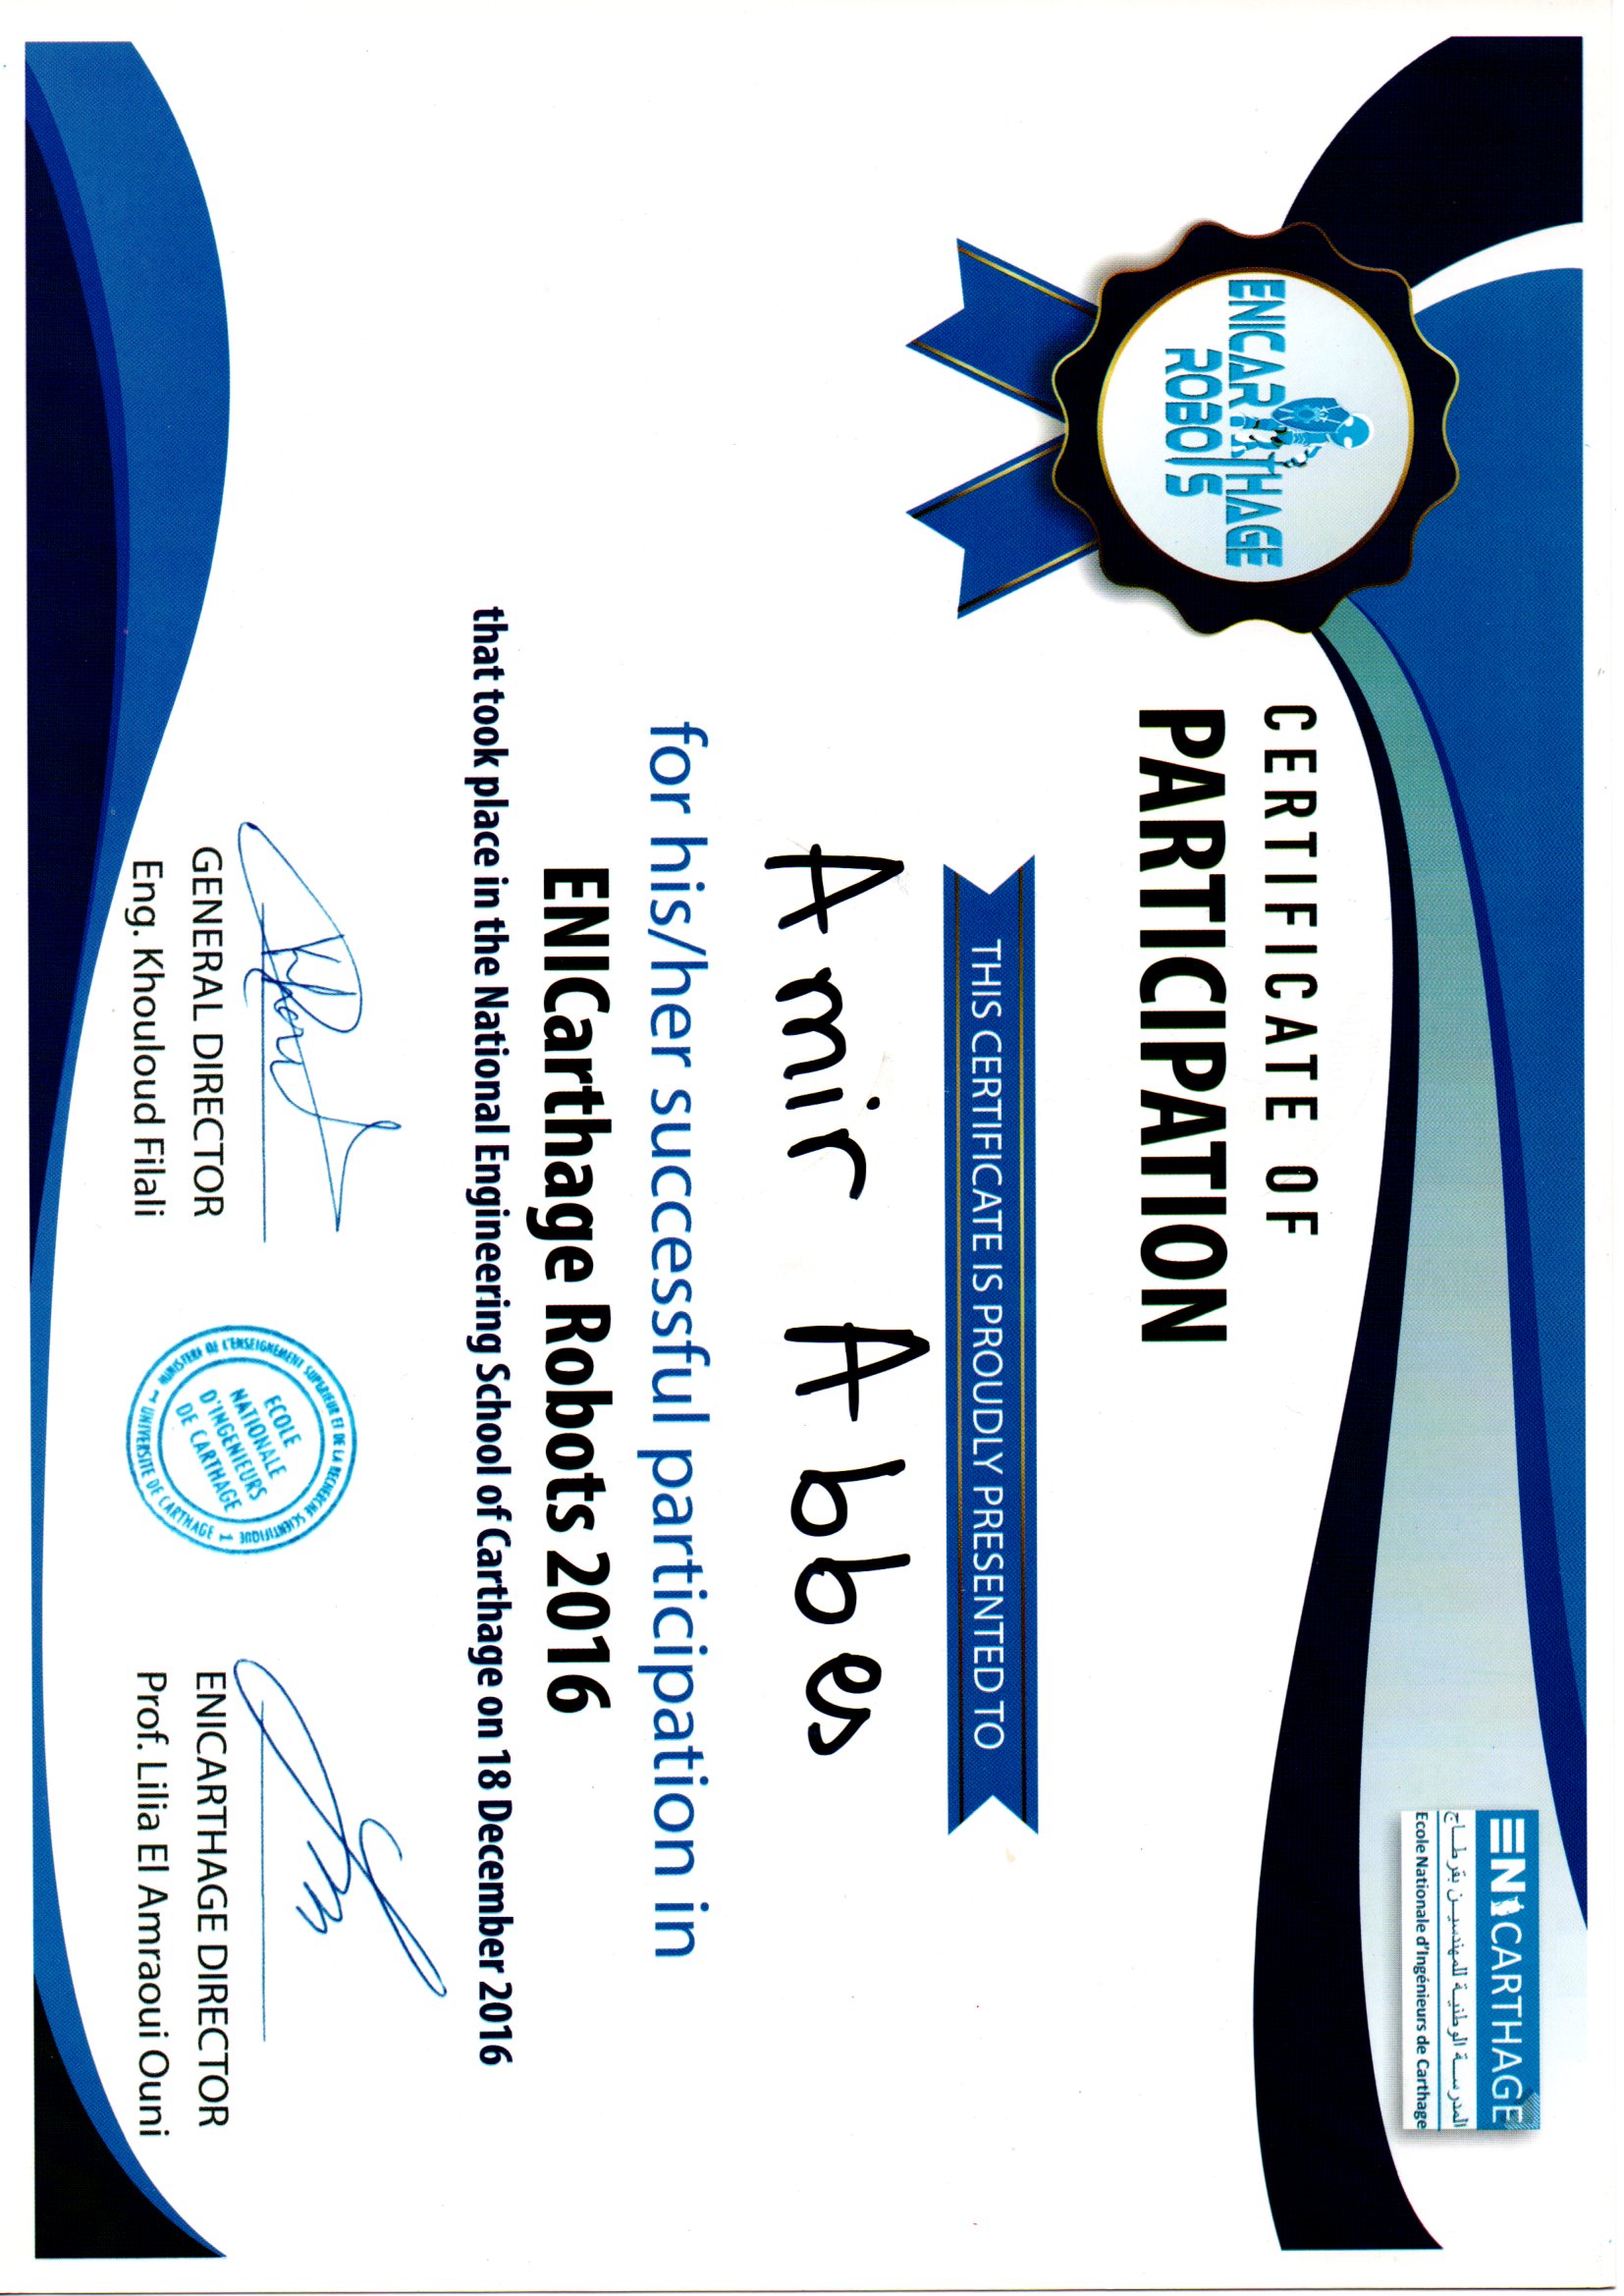 ENICARTHAGE
المدرسة الوطنية للمهندسين بقرطاج
Ecole Nationale d'Ingénieurs de Carthage
ENICARTHAGE
ROBOTS
CERTIFICATE OF
PARTICIPATION
THIS CERTIFICATE IS PROUDLY PRESENTED TO
Amir Abbes
for his/her successful participation in
ENICarthage Robots 2016
that took place in the National Engineering School of Carthage on 18 December 2016
GENERAL DIRECTOR
Eng. Khouloud Filali
MINISTERE DE L'ENSEIGNEMENT SUPERIEUR ET DE LA RECHERCHE SCIENTIFIQUE
ECOLE
NATIONALE
D'INGENIEURS
DE CARTHAGE
UNIVERSITE DE CARTHAGE
ENICARTHAGE DIRECTOR
Prof. Lilia El Amraoui Ouni